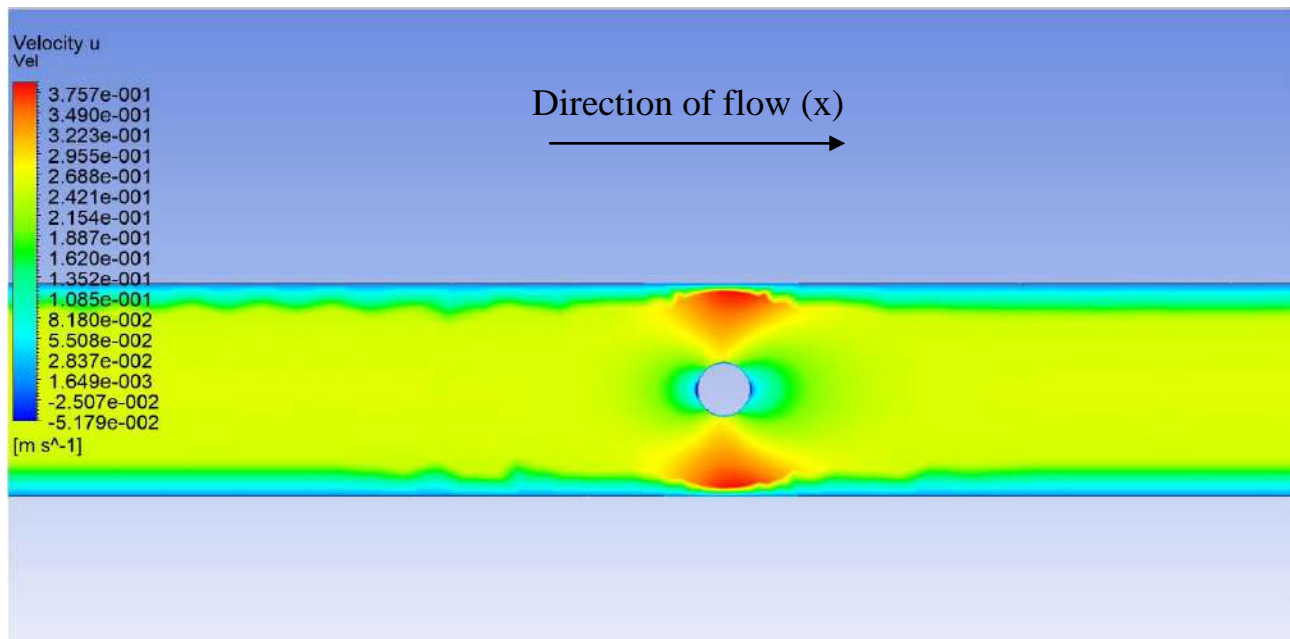 Velocity u
Vel
3.757e-001
3.490e-001
3.223e-001
2.955e-001
2.688e-001
2.421e-001
2.154e-001
1.887e-001
1.620e-001
1.352e-001
1.085e-001
8.180e-002
5.508e-002
2.837e-002
1.649e-003
-2.507e-002
-5.179e-002
[m s^-1]
Direction of flow (x)